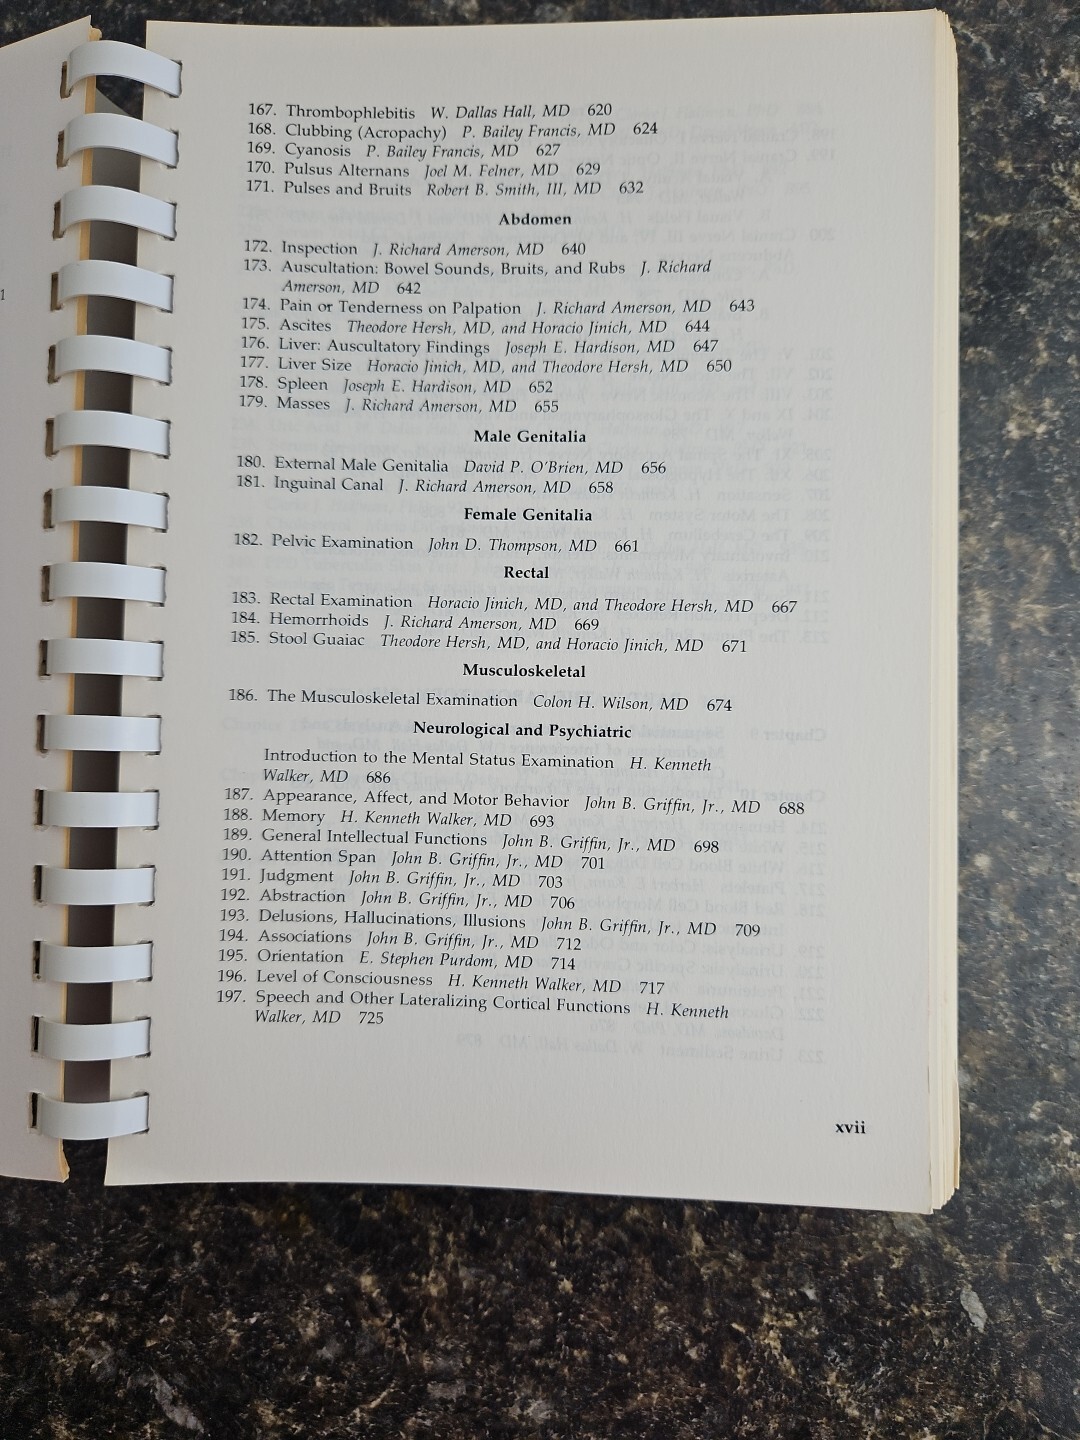 167. Thrombophlebitis W. Dallas Hall, MD 620
168. Clubbing (Acropachy) P. Bailey Francis, MD 624
169. Cyanosis P. Bailey Francis, MD 627
170. Pulsus Alternans Joel M. Felner, MD 629
171. Pulses and Bruits Robert B. Smith, III, MD 632
Abdomen
172. Inspection J. Richard Amerson, MD 640
173. Auscultation: Bowel Sounds, Bruits, and Rubs J. Richard
Amerson, MD 642
174. Pain or Tenderness on Palpation J. Richard Amerson, MD 643
175. Ascites Theodore Hersh, MD, and Horacio Jinich, MD 644
176. Liver: Auscultatory Findings Joseph E. Hardison, MD 647
177. Liver Size Horacio Jinich, MD, and Theodore Hersh, MD 650
178. Spleen Joseph E. Hardison, MD 652
179. Masses J. Richard Amerson, MD 655
Male Genitalia
180. External Male Genitalia David P. O'Brien, MD 656
181. Inguinal Canal J. Richard Amerson, MD 658
Female Genitalia
182. Pelvic Examination John D. Thompson, MD 661
Rectal
183. Rectal Examination Horacio Jinich, MD, and Theodore Hersh, MD 667
184. Hemorrhoids J. Richard Amerson, MD 669
185. Stool Guaiac Theodore Hersh, MD, and Horacio Jinich, MD 671
Musculoskeletal
186. The Musculoskeletal Examination Colon H. Wilson, MD 674
Neurological and Psychiatric
Introduction to the Mental Status Examination H. Kenneth
Walker, MD 686
187. Appearance, Affect, and Motor Behavior John B. Griffin, Jr., MD 688
188. Memory H. Kenneth Walker, MD 693
189. General Intellectual Functions John B. Griffin, Jr., MD 698
190. Attention Span John B. Griffin, Jr., MD 701
191. Judgment John B. Griffin, Jr., MD 703
192. Abstraction John B. Griffin, Jr., MD 706
193. Delusions, Hallucinations, Illusions John B. Griffin, Jr., MD 709
194. Associations John B. Griffin, Jr., MD 712
195. Orientation E. Stephen Purdom, MD 714
196. Level of Consciousness H. Kenneth Walker, MD 717
197. Speech and Other Lateralizing Cortical Functions H. Kenneth
Walker, MD 725
xvii